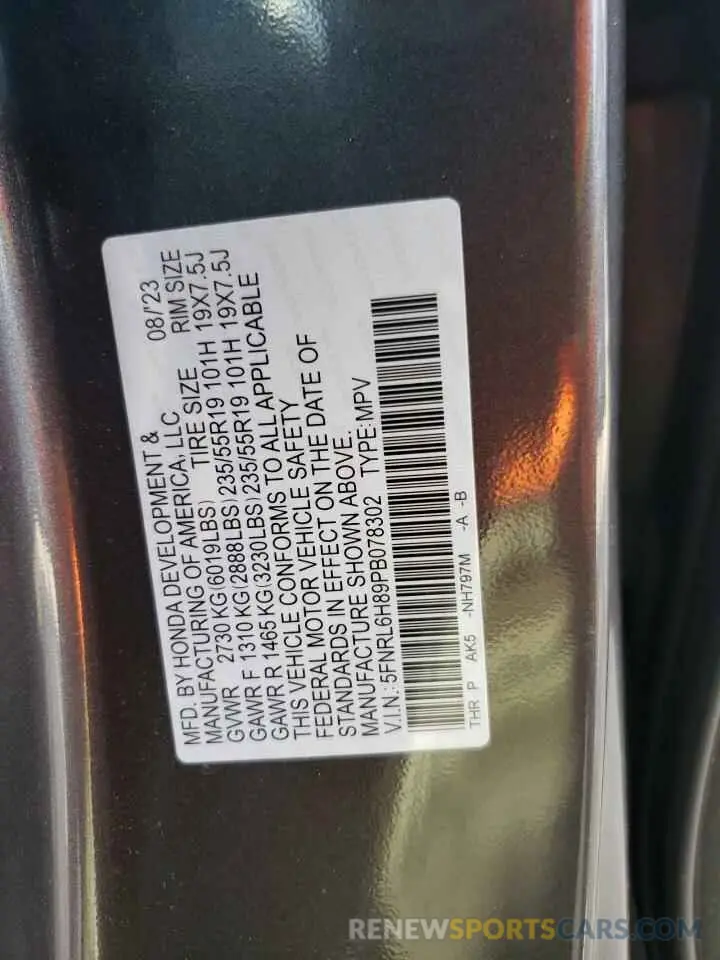 MFD. BY HONDA DEVELOPMENT & 08/'23
MANUFACTURING OF AMERICA, LLC
GVWR 2730 KG(6019LBS) TIRE SIZE RIM SIZE
GAWR F 1310 KG(2888LBS) 235/55R19 101H 19X7.5J
GAWR R 1465 KG(3230LBS) 235/55R19 101H 19X7.5J
THIS VEHICLE CONFORMS TO ALL APPLICABLE
FEDERAL MOTOR VEHICLE SAFETY
STANDARDS IN EFFECT ON THE DATE OF
MANUFACTURE SHOWN ABOVE.
V.I.N.:5FNRL6H89PB078302 TYPE:MPV
THR P AK5 -NH797M -A -B
RENEWSPORTSCARS.COM